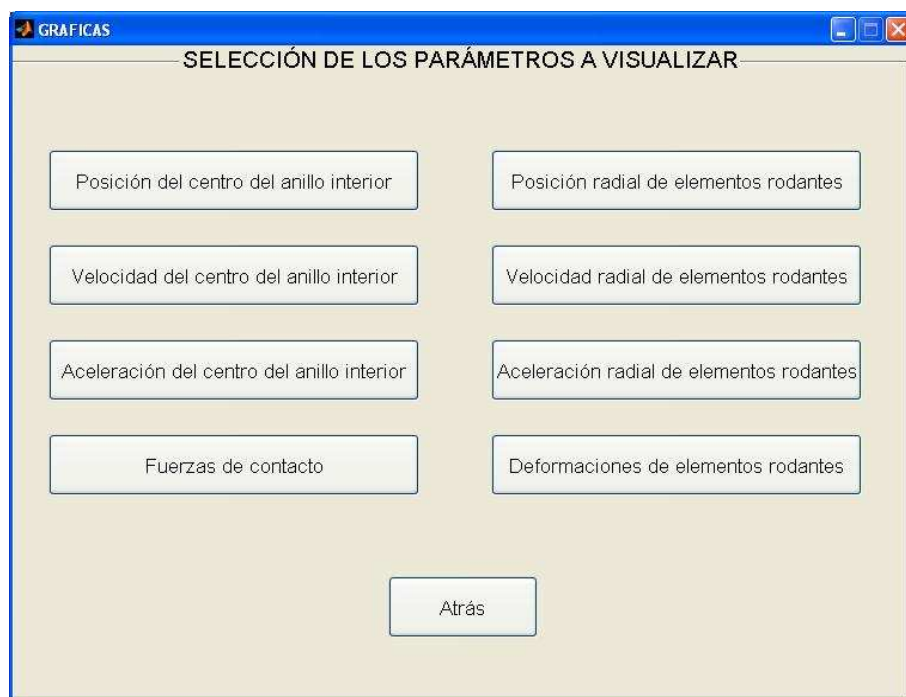 GRAFICAS
SELECCIÓN DE LOS PARÁMETROS A VISUALIZAR
Posición del centro del anillo interior
Posición radial de elementos rodantes
Velocidad del centro del anillo interior
Velocidad radial de elementos rodantes
Aceleración del centro del anillo interior
Aceleración radial de elementos rodantes
Fuerzas de contacto
Deformaciones de elementos rodantes
Atrás